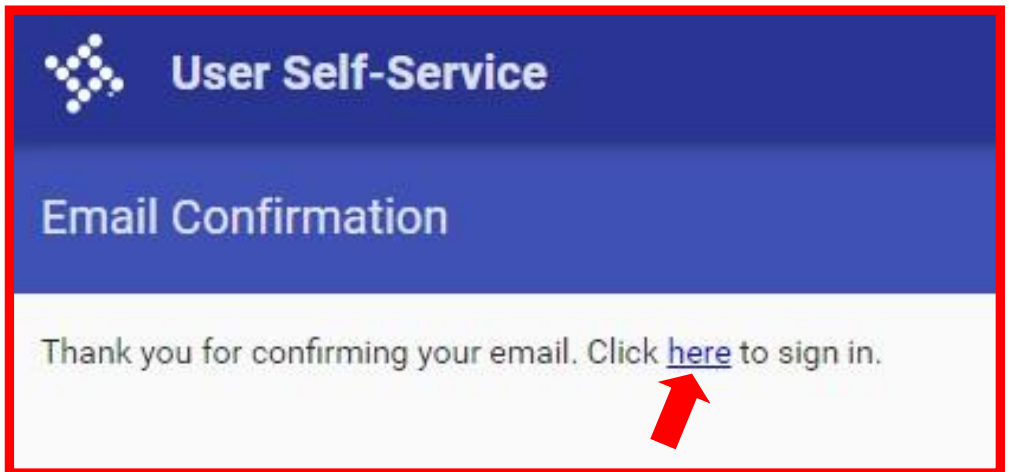 User Self-Service
Email Confirmation
Thank you for confirming your email. Click here to sign in.